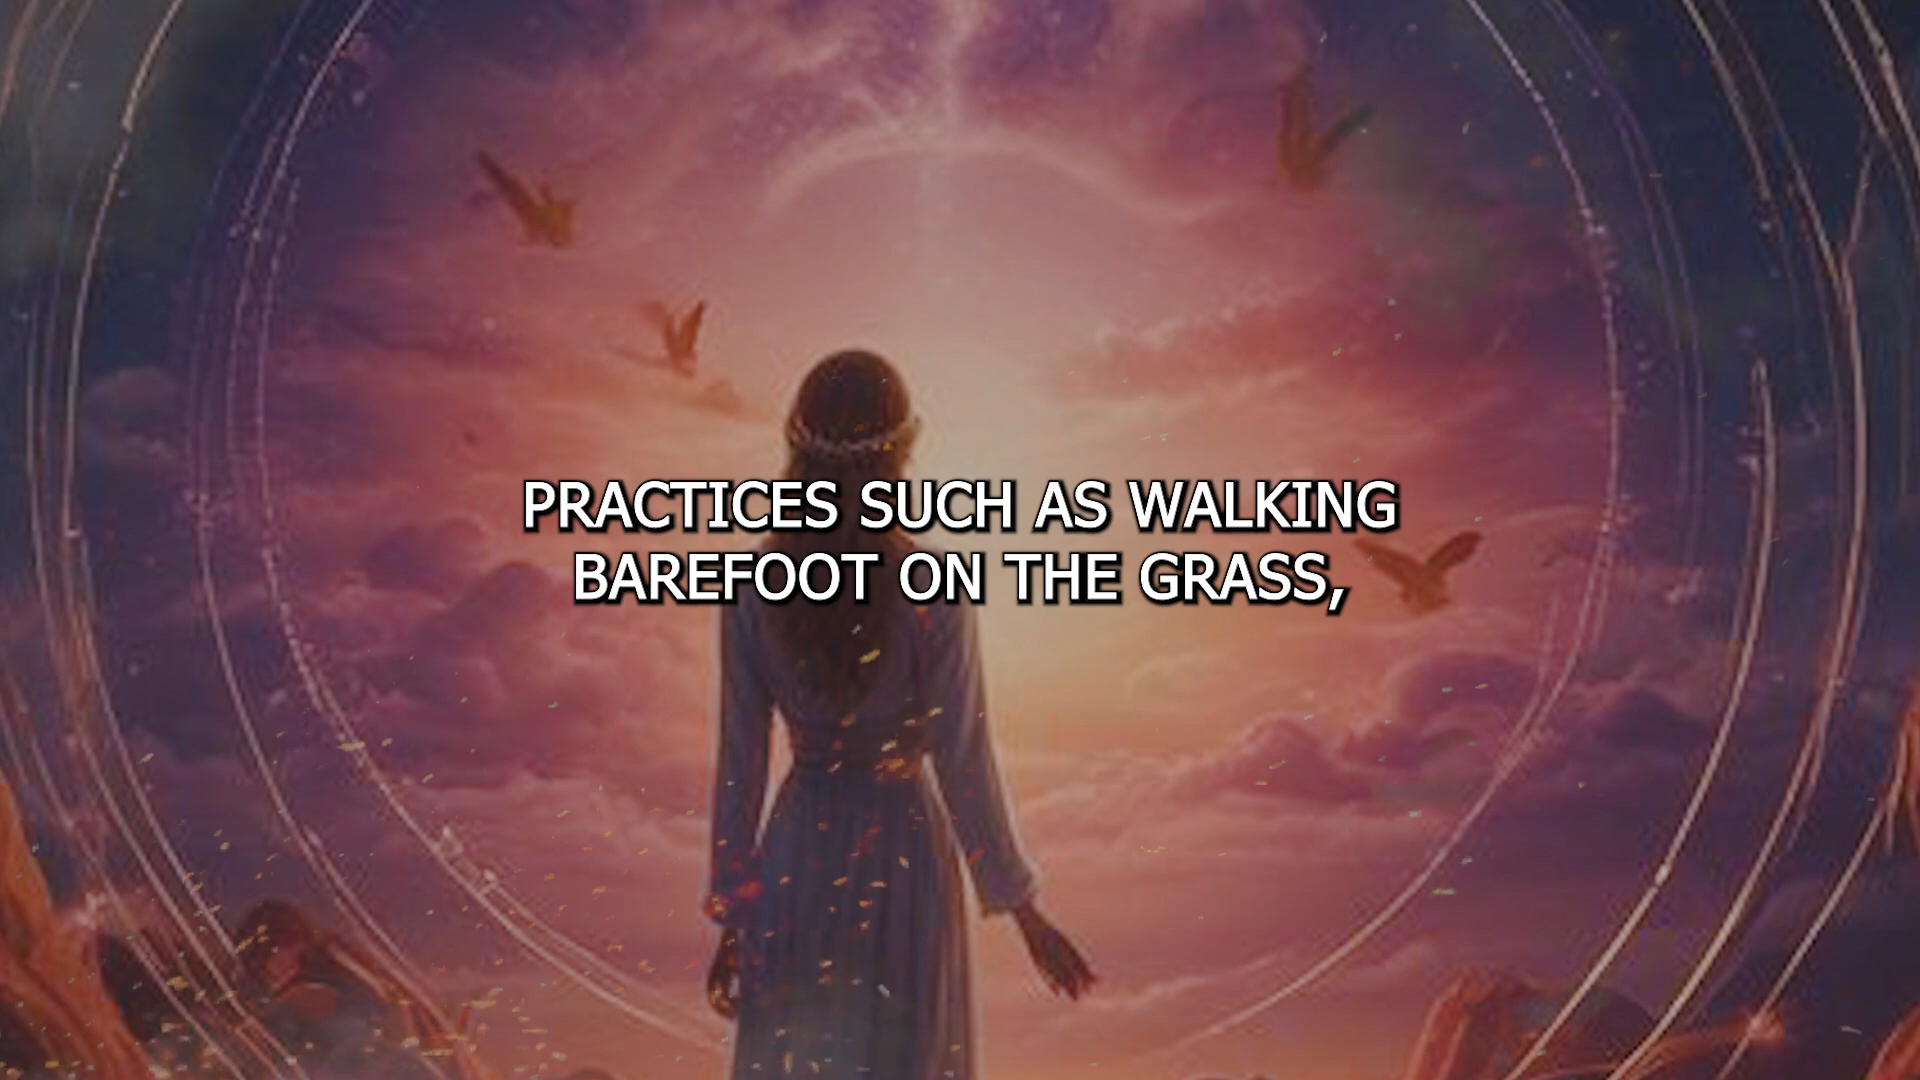 PRACTICES SUCH AS WALKING
BAREFOOT ON THE GRASS,